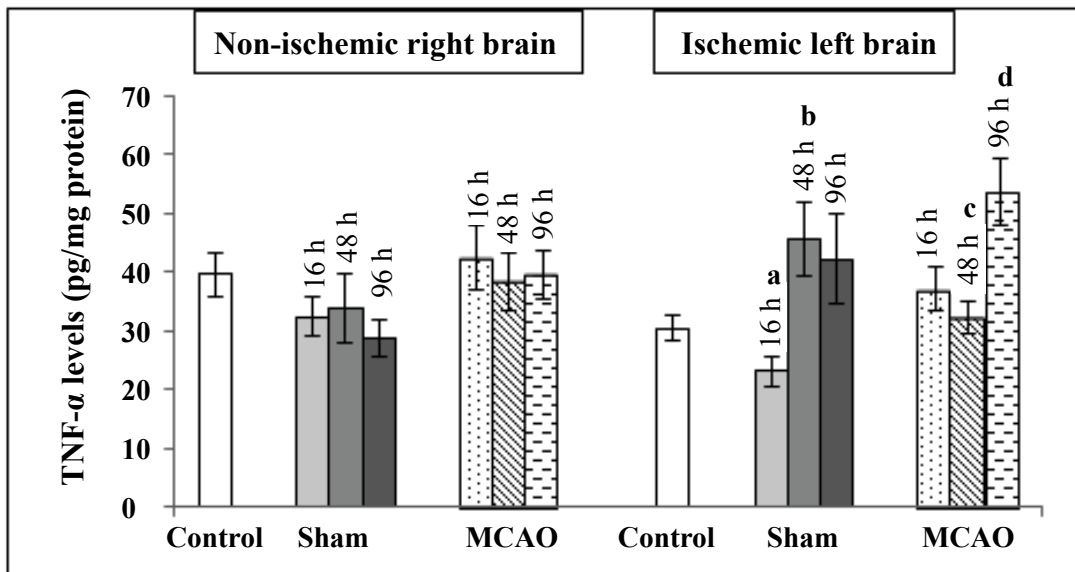 Non-ischemic right brain
Ischemic left brain
TNF-α levels (pg/mg protein)
70
60
50
40
30
20
10
0
16 h
48 h
96 h
16 h
48 h
96 h
a
16 h
b
48 h
96 h
16 h
c
48 h
d
96 h
Control Sham MCAO Control Sham MCAO